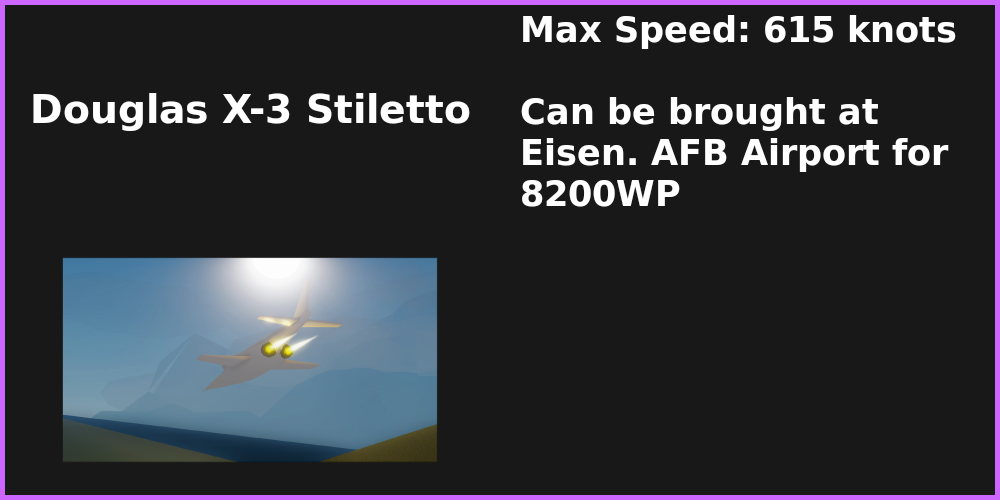 Max Speed: 615 knots
Douglas X-3 Stiletto
Can be brought at
Eisen. AFB Airport for
8200WP